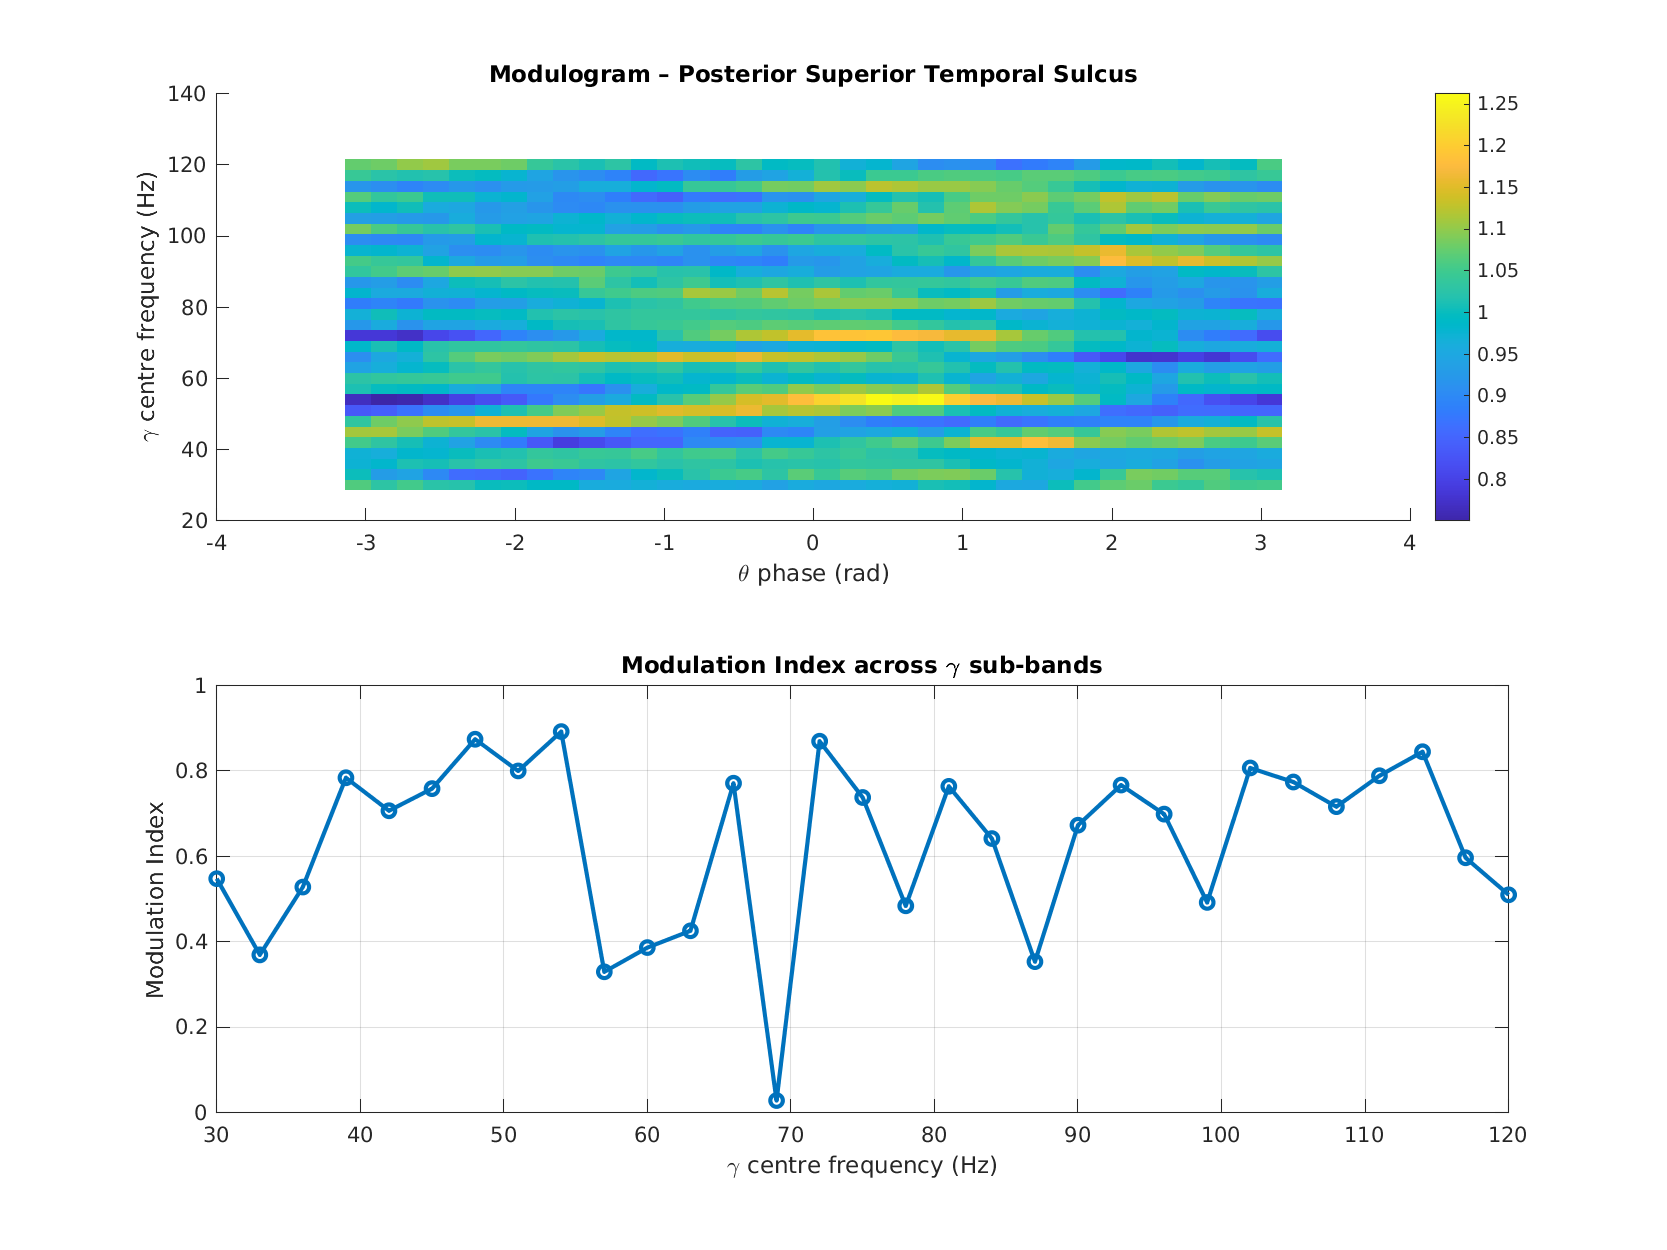 Modulogram – Posterior Superior Temporal Sulcus
140
120
100
80
60
40
20
γ centre frequency (Hz)
-4 -3 -2 -1 0 1 2 3 4
θ phase (rad)
1.25
1.2
1.15
1.1
1.05
1
0.95
0.9
0.85
0.8
Modulation Index across γ sub-bands
1
0.8
0.6
0.4
0.2
0
Modulation Index
30 40 50 60 70 80 90 100 110 120
γ centre frequency (Hz)